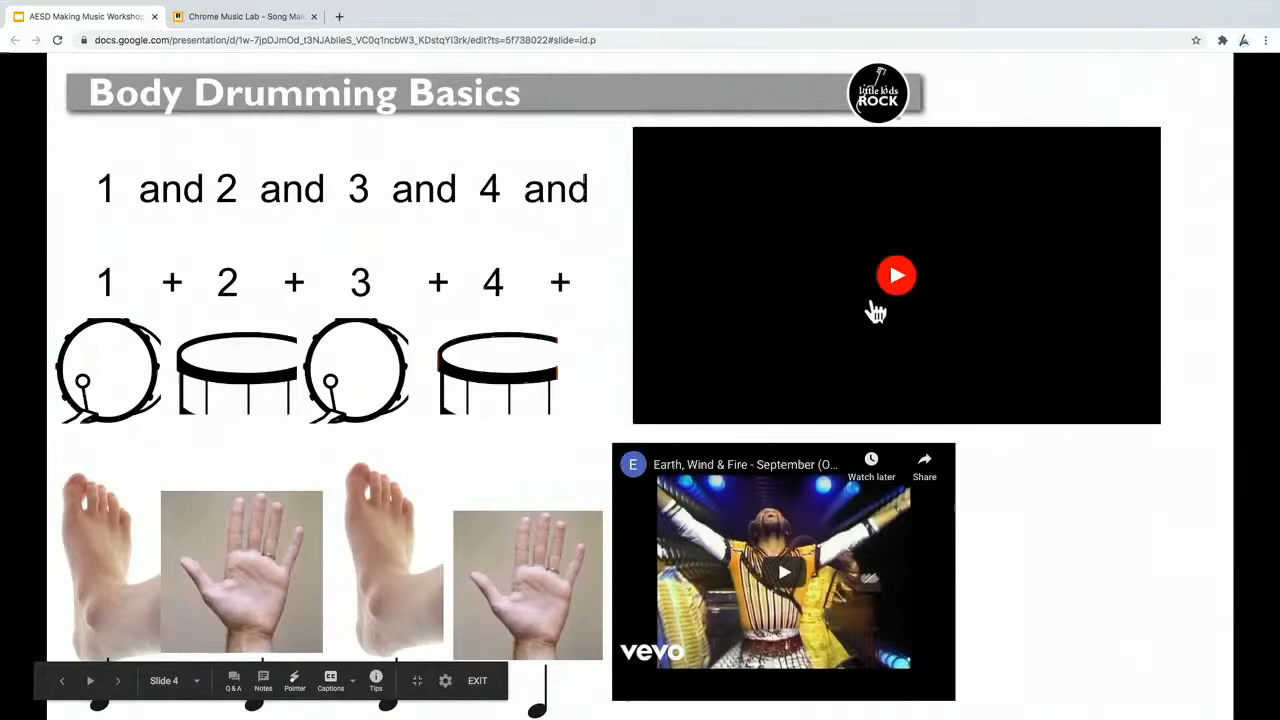 AESD Making Music Workshop
Chrome Music Lab - Song Mak
docs.google.com/presentation/d/1w-7jpDJmOd_t3NJAblieS_VC0q1ncbW3_KDstqYl3rk/edit?ts=5f738022#slide=id.p
Body Drumming Basics
little kids
ROCK
1 and 2 and 3 and 4 and
1 + 2 + 3 + 4 +
E Earth, Wind & Fire - September (O...
Watch later
Share
vevo
Slide 4
Q & A
Notes
Pointer
Captions
Tips
EXIT